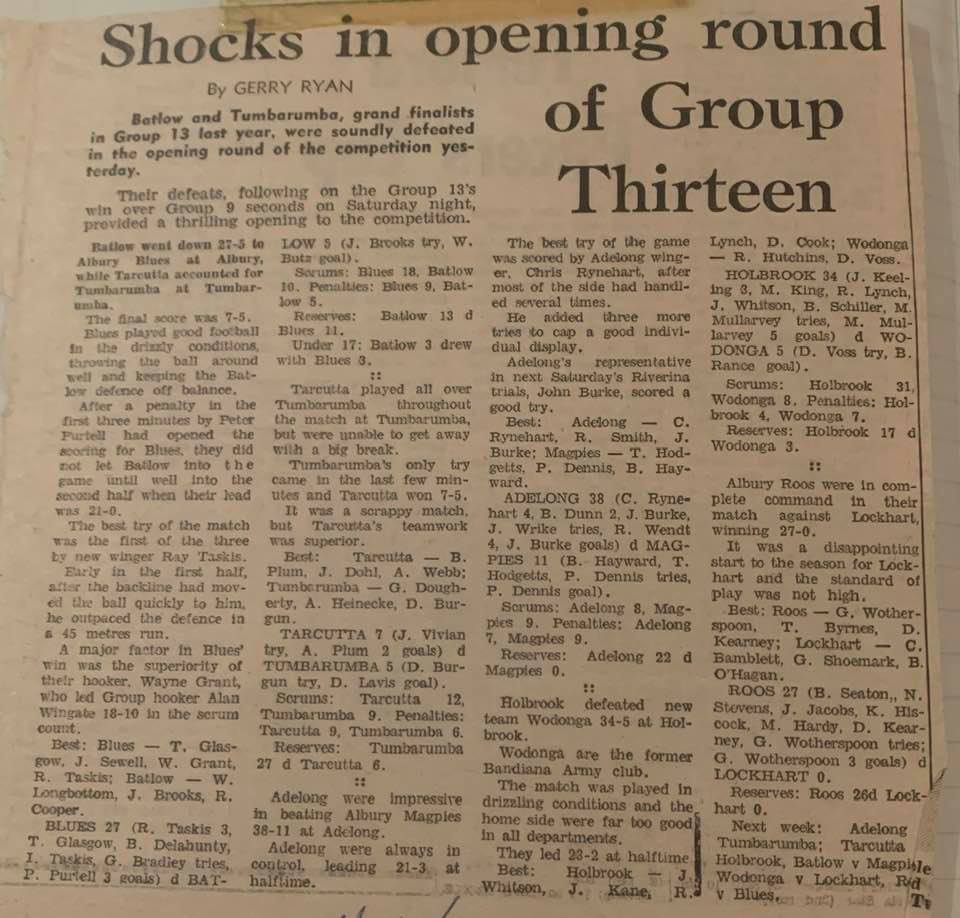 Shocks in opening round
of Group
Thirteen
By GERRY RYAN
Batlow and Tumbarumba, grand finalists
in Group 13 last year, were soundly defeated
in the opening round of the competition yes-
terday.
Their defeats, following on the Group 13's
win over Group 9 seconds on Saturday night,
provided a thrilling opening to the competition.
Batlow went down 27-5 to
Albury Blues at Albury,
while Tarcutta accounted for
Tumbarumba at Tumbar-
umba.
The final score was 7-5.
Blues played good football
in the drizzly conditions,
throwing the ball around
well and keeping the Bat-
low defence off balance.
After a penalty in the
first three minutes by Peter
Purtell had opened the
scoring for Blues, they did
not let Batlow into the
game until well into the
second half when their lead
was 21-0.
The best try of the match
was the first of the three
by new winger Ray Taskis.
Early in the first half,
after the backline had mov-
ed the ball quickly to him,
he outpaced the defence in
a 45 metres run.
A major factor in Blues'
win was the superiority of
their hooker, Wayne Grant,
who led Group hooker Alan
Wingate 18-10 in the scrum
count.
Best: Blues — T. Glas-
gow, J. Sewell, W. Grant,
R. Taskis; Batlow — W.
Longbottom, J. Brooks, R.
Cooper.
BLUES 27 (R. Taskis 3,
T. Glasgow, B. Delahunty,
I. Taskis, G. Bradley tries,
P. Purtell 3 goals) d BAT-
LOW 5 (J. Brooks try, W.
Butz goal).
Scrums: Blues 18, Batlow
10. Penalties: Blues 9, Bat-
low 5.
Reserves: Batlow 13 d
Blues 11.
Under 17: Batlow 3 drew
with Blues 3.
::
Tarcutta played all over
Tumbarumba throughout
the match at Tumbarumba,
but were unable to get away
with a big break.
Tumbarumba's only try
came in the last few min-
utes and Tarcutta won 7-5.
It was a scrappy match,
but Tarcutta's teamwork
was superior.
Best: Tarcutta — B.
Plum, J. Dohl, A. Webb;
Tumbarumba — G. Dough-
erty, A. Heinecke, D. Bur-
gun.
TARCUTTA 7 (J. Vivian
try, A. Plum 2 goals) d
TUMBARUMBA 5 (D. Bur-
gun try, D. Lavis goal).
Scrums: Tarcutta 12,
Tumbarumba 9. Penalties:
Tarcutta 9, Tumbarumba 6.
Reserves: Tumbarumba
27 d Tarcutta 6.
::
Adelong were impressive
in beating Albury Magpies
38-11 at Adelong.
Adelong were always in
control, leading 21-3 at
halftime.
The best try of the game
was scored by Adelong wing-
er, Chris Rynehart, after
most of the side had handl-
ed several times.
He added three more
tries to cap a good indivi-
dual display.
Adelong's representative
in next Saturday's Riverina
trials, John Burke, scored a
good try.
Best: Adelong — C.
Rynehart, R. Smith, J.
Burke; Magpies — T. Hod-
getts, P. Dennis, B. Hay-
ward.
ADELONG 38 (C. Ryne-
hart 4, B. Dunn 2, J. Burke,
J. Wrike tries, R. Wendt
4, J. Burke goals) d MAG-
PIES 11 (B. Hayward, T.
Hodgetts, P. Dennis tries,
P. Dennis goal).
Scrums: Adelong 8, Mag-
pies 9. Penalties: Adelong
7, Magpies 9.
Reserves: Adelong 22 d
Magpies 0.
::
Holbrook defeated new
team Wodonga 34-5 at Hol-
brook.
Wodonga are the former
Bandiana Army club.
The match was played in
drizzling conditions and the
home side were far too good
in all departments.
They led 23-2 at halftime
Best: Holbrook — J.
Whitson, J. Kane, R.
Lynch, D. Cook; Wodonga
— R. Hutchins, D. Voss.
HOLBROOK 34 (J. Keel-
ing 3, M. King, R. Lynch,
J. Whitson, B. Schiller, M.
Mullarvey tries, M. Mul-
larvey 5 goals) d WO-
DONGA 5 (D. Voss try, B.
Rance goal).
Scrums: Holbrook 31,
Wodonga 8. Penalties: Hol-
brook 4, Wodonga 7.
Reserves: Holbrook 17 d
Wodonga 3.
::
Albury Roos were in com-
plete command in their
match against Lockhart,
winning 27-0.
It was a disappointing
start to the season for Lock-
hart and the standard of
play was not high.
Best: Roos — G. Wother-
spoon, T. Byrnes, D.
Kearney; Lockhart — C.
Bamblett, G. Shoemark, B.
O'Hagan.
ROOS 27 (B. Seaton,, N.
Stevens, J. Jacobs, K. His-
cock, M. Hardy, D. Kear-
ney, G. Wotherspoon tries;
G. Wotherspoon 3 goals) d
LOCKHART 0.
Reserves: Roos 26d Lock-
hart 0.
Next week: Adelong
Tumbarumba; Tarcutta
Holbrook, Batlow v Magpi
Wodonga v Lockhart, R
v Blues.